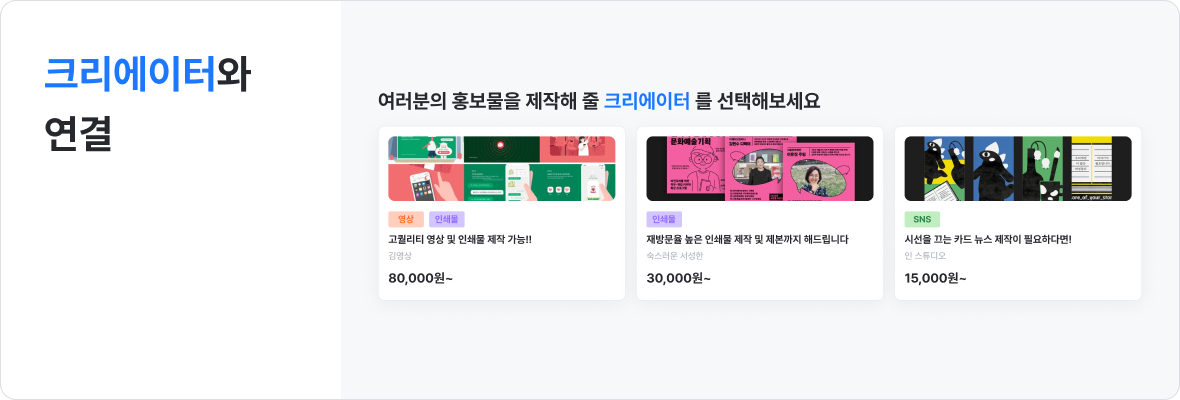 크리에이터와
연결
여러분의 홍보물을 제작해 줄 크리에이터 를 선택해보세요
문화예술기획
영상 인쇄물
고퀄리티 영상 및 인쇄물 제작 가능!!
김영상
80,000원~
인쇄물
재방문율 높은 인쇄물 제작 및 제본까지 해드립니다
숙스러운 서성한
30,000원~
one_of_your_stor
SNS
시선을 끄는 카드 뉴스 제작이 필요하다면!
인 스튜디오
15,000원~